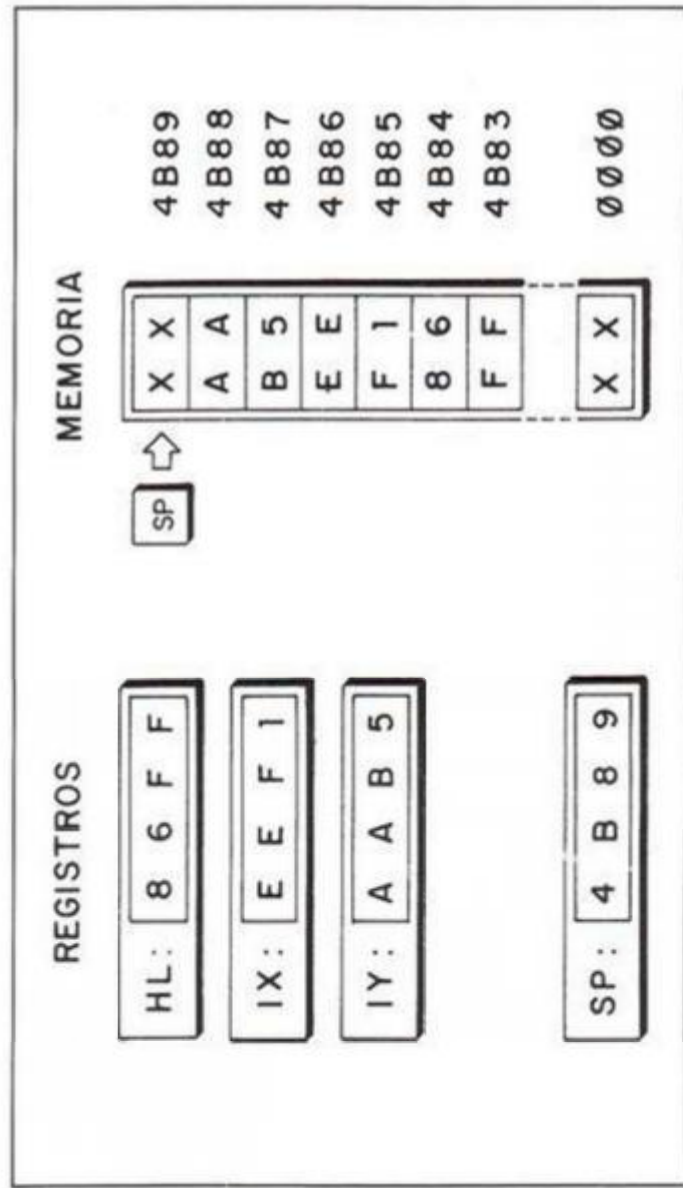 REGISTROS
HL: 8 6 F F
IX: E E F 1
IY: A A B 5
SP: 4 B 8 9
MEMORIA
SP
X X 4B89
A A 4B88
B 5 4B87
E E 4B86
F 1 4B85
8 6 4B84
F F 4B83
X X ØØØØ